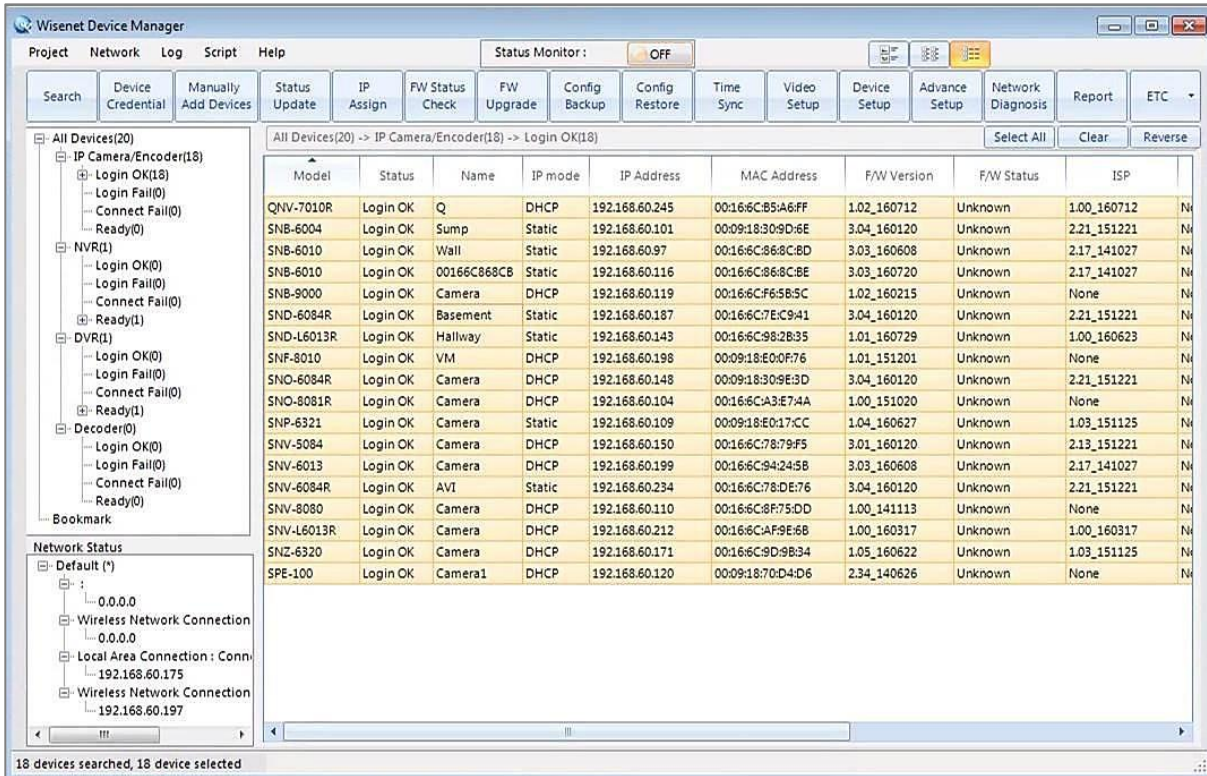 Wisenet Device Manager
Project Network Log Script Help Status Monitor : OFF
Search Device Credential Manually Add Devices Status Update IP Assign FW Status Check FW Upgrade Config Backup Config Restore Time Sync Video Setup Device Setup Advance Setup Network Diagnosis Report ETC
All Devices(20)
IP Camera/Encoder(18)
Login OK(18)
Login Fail(0)
Connect Fail(0)
Ready(0)
NVR(1)
Login OK(0)
Login Fail(0)
Connect Fail(0)
Ready(1)
DVR(1)
Login OK(0)
Login Fail(0)
Connect Fail(0)
Ready(1)
Decoder(0)
Login OK(0)
Login Fail(0)
Connect Fail(0)
Ready(0)
Bookmark
Network Status
Default (*)
:
0.0.0.0
Wireless Network Connection
0.0.0.0
Local Area Connection : Conn
192.168.60.175
Wireless Network Connection
192.168.60.197
All Devices(20) -> IP Camera/Encoder(18) -> Login OK(18) Select All Clear Reverse
Model Status Name IP mode IP Address MAC Address F/W Version F/W Status ISP
QNV-7010R Login OK Q DHCP 192.168.60.245 00:16:6C:B5:A6:FF 1.02_160712 Unknown 1.00_160712 No
SNB-6004 Login OK Sump Static 192.168.60.101 00:09:18:30:9D:6E 3.04_160120 Unknown 2.21_151221 No
SNB-6010 Login OK Wall Static 192.168.60.97 00:16:6C:86:8C:BD 3.03_160608 Unknown 2.17_141027 No
SNB-6010 Login OK 00166C868CB Static 192.168.60.116 00:16:6C:86:8C:BE 3.03_160720 Unknown 2.17_141027 No
SNB-9000 Login OK Camera DHCP 192.168.60.119 00:16:6C:F6:5B:5C 1.02_160215 Unknown None No
SND-6084R Login OK Basement Static 192.168.60.187 00:16:6C:7E:C9:41 3.04_160120 Unknown 2.21_151221 No
SND-L6013R Login OK Hallway Static 192.168.60.143 00:16:6C:98:2B:35 1.01_160729 Unknown 1.00_160623 No
SNF-8010 Login OK VM DHCP 192.168.60.198 00:09:18:E0:0F:76 1.01_151201 Unknown None No
SNO-6084R Login OK Camera DHCP 192.168.60.148 00:09:18:30:9E:3D 3.04_160120 Unknown 2.21_151221 No
SNO-8081R Login OK Camera DHCP 192.168.60.104 00:16:6C:A3:E7:4A 1.00_151020 Unknown None No
SNP-6321 Login OK Camera Static 192.168.60.109 00:09:18:E0:17:CC 1.04_160627 Unknown 1.03_151125 No
SNV-5084 Login OK Camera DHCP 192.168.60.150 00:16:6C:78:79:F5 3.01_160120 Unknown 2.13_151221 No
SNV-6013 Login OK Camera DHCP 192.168.60.199 00:16:6C:94:24:5B 3.03_160608 Unknown 2.17_141027 No
SNV-6084R Login OK AVI Static 192.168.60.234 00:16:6C:78:DE:76 3.04_160120 Unknown 2.21_151221 No
SNV-8080 Login OK Camera DHCP 192.168.60.110 00:16:6C:8F:75:DD 1.00_141113 Unknown None No
SNV-L6013R Login OK Camera DHCP 192.168.60.212 00:16:6C:AF:9E:6B 1.00_160317 Unknown 1.00_160317 No
SNZ-6320 Login OK Camera DHCP 192.168.60.171 00:16:6C:9D:9B:34 1.05_160622 Unknown 1.03_151125 No
SPE-100 Login OK Camera1 DHCP 192.168.60.120 00:09:18:70:D4:D6 2.34_140626 Unknown None No
18 devices searched, 18 device selected